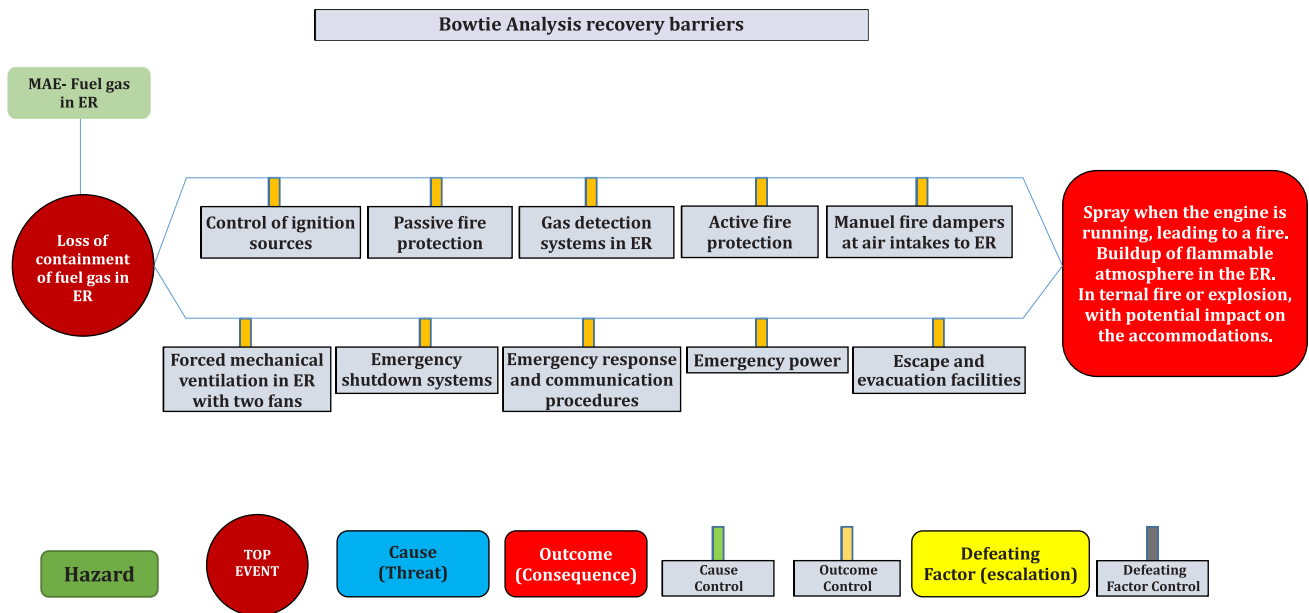 Bowtie Analysis recovery barriers
MAE- Fuel gas
in ER
Loss of
containment
of fuel gas in
ER
Control of ignition
sources
Passive fire
protection
Gas detection
systems in ER
Active fire
protection
Manuel fire dampers
at air intakes to ER
Forced mechanical
ventilation in ER
with two fans
Emergency
shutdown systems
Emergency response
and communication
procedures
Emergency power
Escape and
evacuation facilities
Spray when the engine is
running, leading to a fire.
Buildup of flammable
atmosphere in the ER.
In ternal fire or explosion,
with potential impact on
the accommodations.
Hazard
TOP
EVENT
Cause
(Threat)
Outcome
(Consequence)
Cause
Control
Outcome
Control
Defeating
Factor (escalation)
Defeating
Factor Control